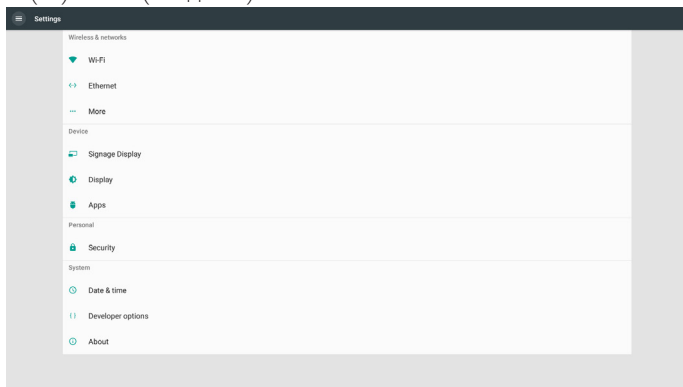 Settings
Wireless & networks
Wi-Fi
Ethernet
More
Device
Signage Display
Display
Apps
Personal
Security
System
Date & time
Developer options
About